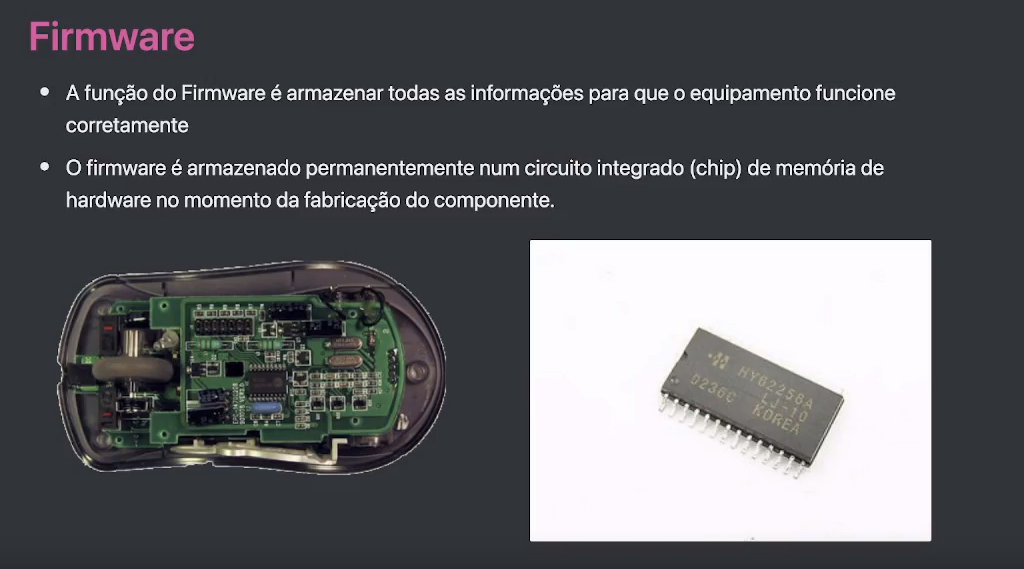 Firmware
A função do Firmware é armazenar todas as informações para que o equipamento funcione
corretamente
O firmware é armazenado permanentemente num circuito integrado (chip) de memória de
hardware no momento da fabricação do componente.
HY62256A
LJ-10
D236C KOREA